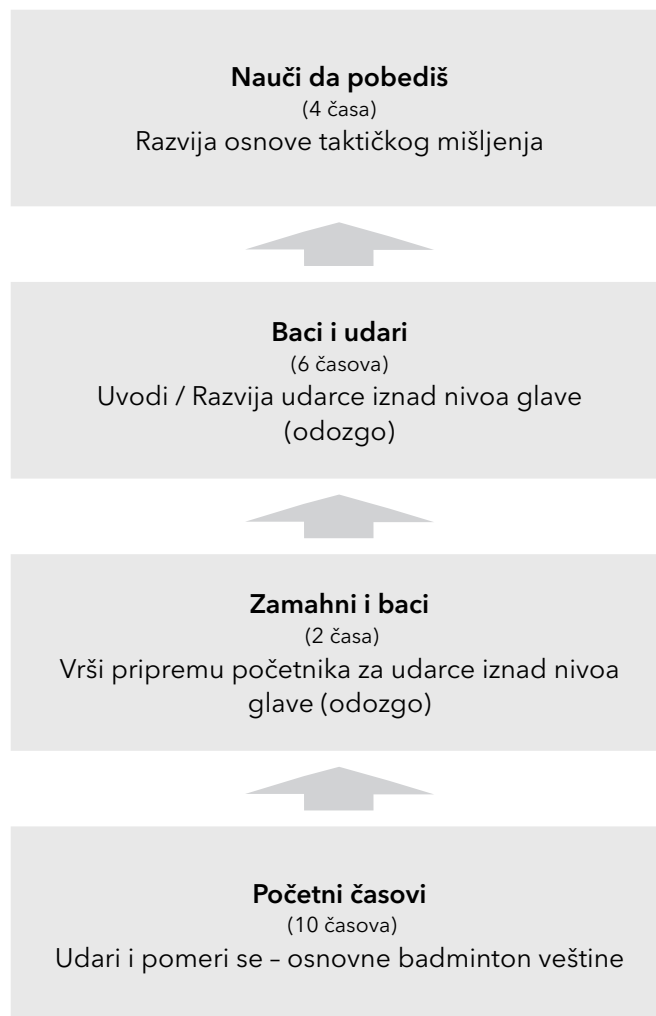 Nauči da pobediš
(4 časa)
Razvija osnove taktičkog mišljenja
Baci i udari
(6 časova)
Uvodi / Razvija udarce iznad nivoa glave
(odozgo)
Zamahni i baci
(2 časa)
Vrši pripremu početnika za udarce iznad nivoa
glave (odozgo)
Početni časovi
(10 časova)
Udari i pomeri se – osnovne badminton veštine